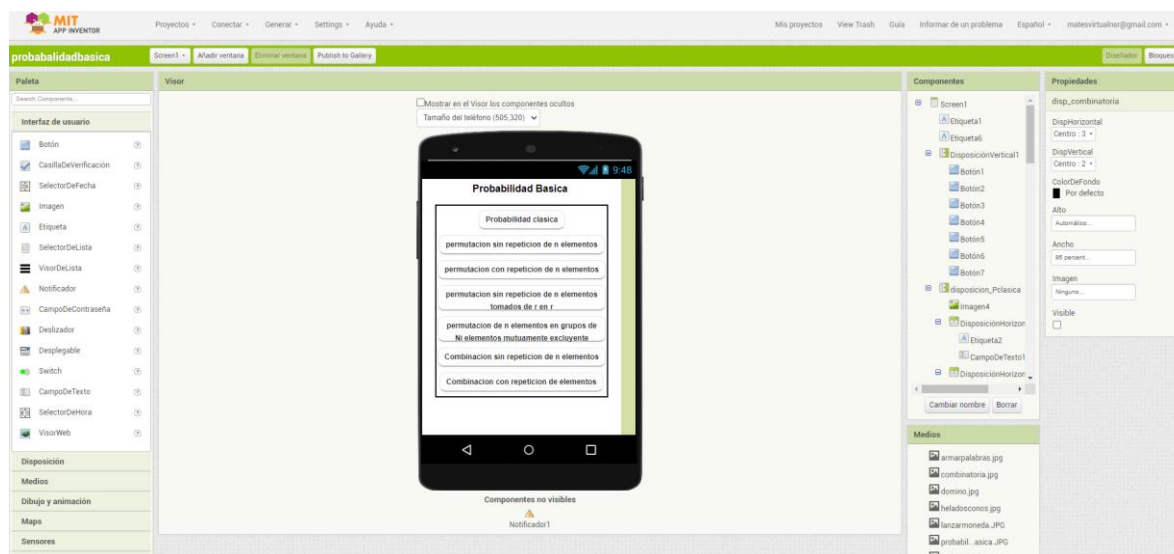 MIT
APP INVENTOR
Proyectos
Conectar
Generar
Settings
Ayuda
Mis proyectos
View Trash
Guia
Informar de un problema
Español
matesvirtualnsr@gmail.com
probabalidadbasica
Screen1
Añadir ventana
Eliminar ventana
Publish to Gallery
Diseñador
Bloques
Paleta
Search Components...
Interfaz de usuario
Botón
CasillaDeVerificación
SelectorDeFecha
Imagen
Etiqueta
SelectorDeLista
VisorDeLista
Notificador
CampoDeContraseña
Deslizador
Desplegable
Switch
CampoDeTexto
SelectorDeHora
VisorWeb
Disposición
Medios
Dibujo y animación
Maps
Sensores
Visor
Mostrar en el Visor los componentes ocultos
Tamaño del teléfono (505,320)
9:48
Probabilidad Basica
Probabilidad clasica
permutacion sin repeticion de n elementos
permutacion con repeticion de n elementos
permutacion sin repeticion de n elementos
tomados de r en r
permutacion de n elementos en grupos de
Ni elementos mutuamente excluyente
Combinacion sin repeticion de n elementos
Combinacion con repeticion de elementos
Componentes no visibles
Notificador1
Componentes
Screen1
Etiqueta1
Etiqueta6
DisposiciónVertical1
Botón1
Botón2
Botón3
Botón4
Botón5
Botón6
Botón7
disposicion_Pclasica
Imagen4
DisposiciónHorizon
Etiqueta2
CampoDeTexto1
DisposiciónHorizon
Cambiar nombre
Borrar
Medios
armarpalabras.jpg
combinatoria.jpg
domino.jpg
heladosconos.jpg
lanzarmoneda.JPG
probabil...asica.JPG
Propiedades
disp_combinatoria
DispHorizontal
Centro : 3
DispVertical
Centro : 2
ColorDeFondo
Por defecto
Alto
Automático...
Ancho
95 percent...
Imagen
Ninguno...
Visible